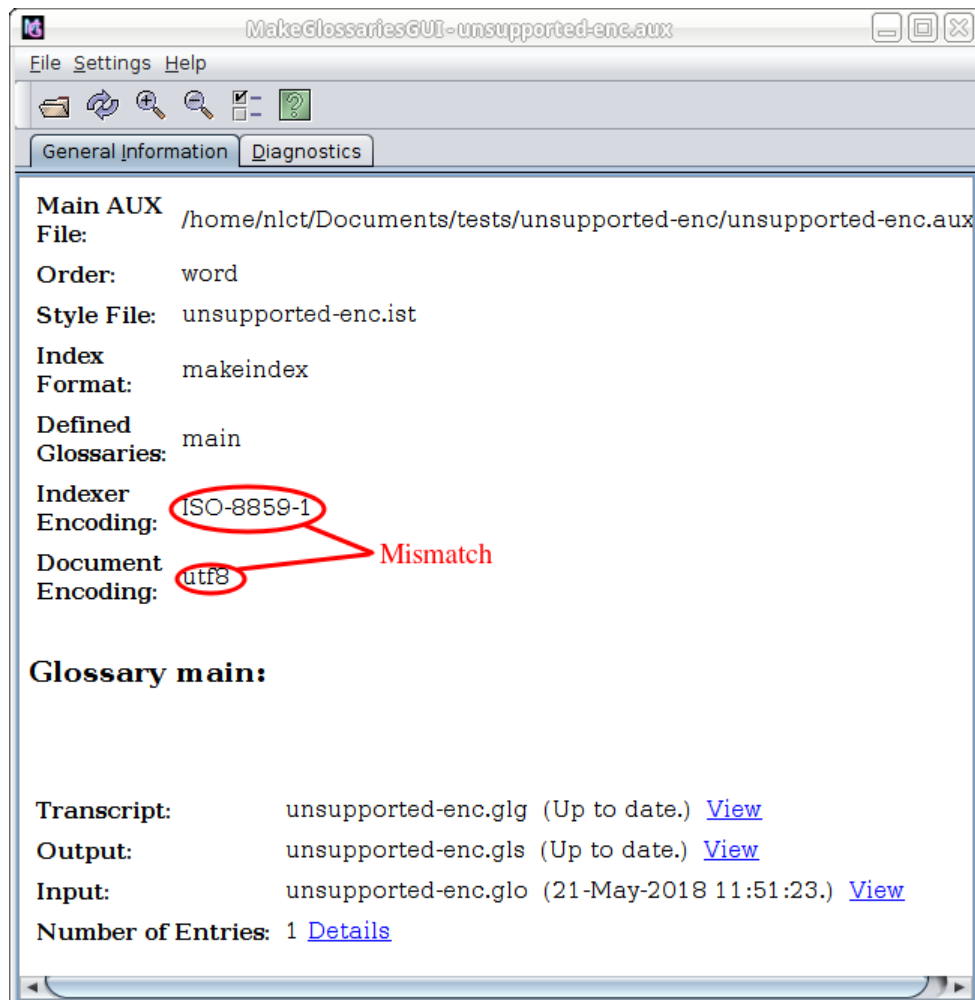 MakeGlossariesGUI - unsupported-enc.aux
File Settings Help
General Information Diagnostics
Main AUX
File: /home/nlct/Documents/tests/unsupported-enc/unsupported-enc.aux
Order: word
Style File: unsupported-enc.ist
Index
Format: makeindex
Defined
Glossaries: main
Indexer
Encoding: ISO-8859-1
Mismatch
Document
Encoding: utf8
Glossary main:
Transcript: unsupported-enc.glg (Up to date.) View
Output: unsupported-enc.gls (Up to date.) View
Input: unsupported-enc.glo (21-May-2018 11:51:23.) View
Number of Entries: 1 Details